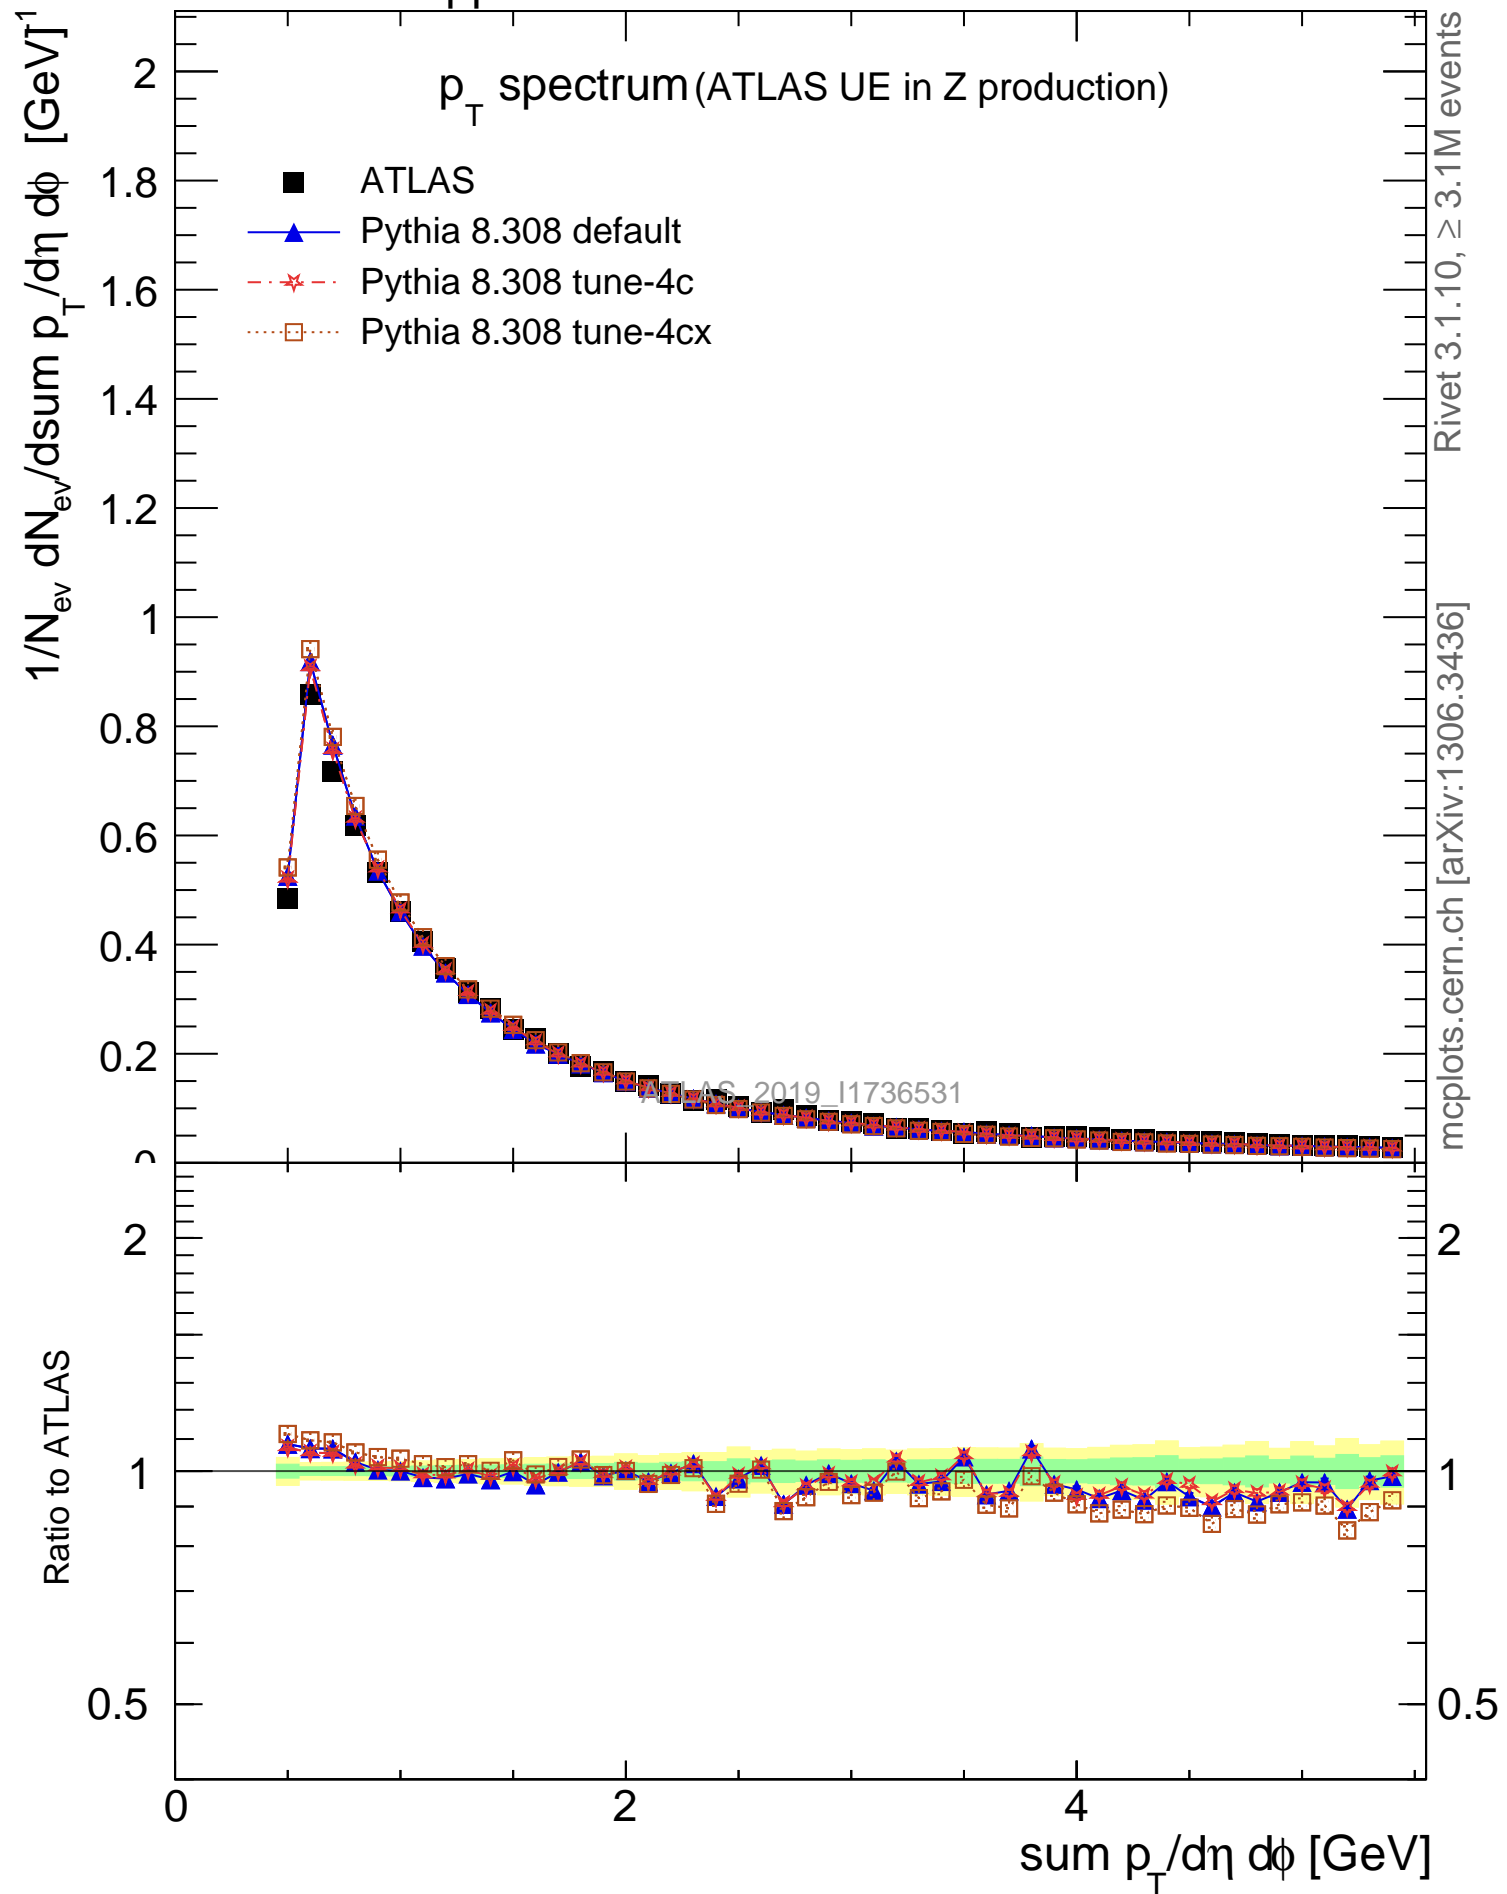 p_T spectrum (ATLAS UE in Z production)
1/N_ev dN_ev/dsum p_T/dη dφ [GeV]^-1
ATLAS
Pythia 8.308 default
Pythia 8.308 tune-4c
Pythia 8.308 tune-4cx
2
1.8
1.6
1.4
1.2
1
0.8
0.6
0.4
0.2
0
ATLAS_2019_I1736531
Rivet 3.1.10, ≥ 3.1M events
mcplots.cern.ch [arXiv:1306.3436]
Ratio to ATLAS
2
1
0.5
2
1
0.5
0
2
4
sum p_T/dη dφ [GeV]